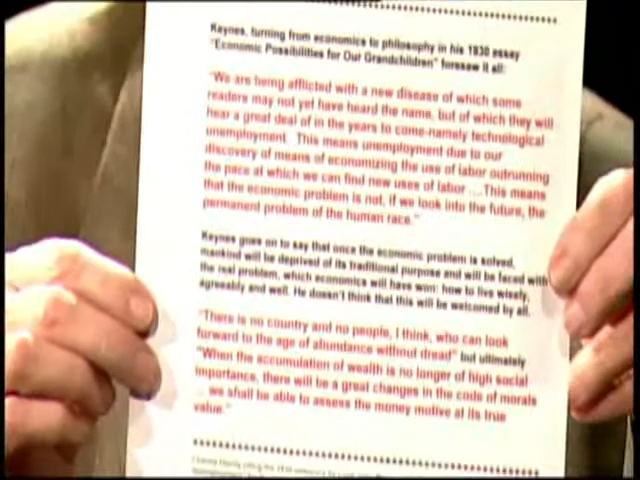 Keynes, turning from economics to philosophy in his 1930 essay
"Economic Possibilities for Our Grandchildren" foresaw it all:
"We are being afflicted with a new disease of which some
readers may not yet have heard the name, but of which they will
hear a great deal of in the years to come-namely technological
unemployment. This means unemployment due to our
discovery of means of economizing the use of labor outrunning
the pace at which we can find new uses of labor ....This means
that the economic problem is not, if we look into the future, the
permanent problem of the human race."
Keynes goes on to say that once the economic problem is solved,
mankind will be deprived of its traditional purpose and will be faced with
the real problem, which economics will have won: how to live wisely,
agreeably and well. He doesn't think that this will be welcomed by all.
"There is no country and no people, I think, who can look
forward to the age of abundance without dread" but ultimately
"When the accumulation of wealth is no longer of high social
importance, there will be a great changes in the code of morals
... we shall be able to assess the money motive at its true
value."